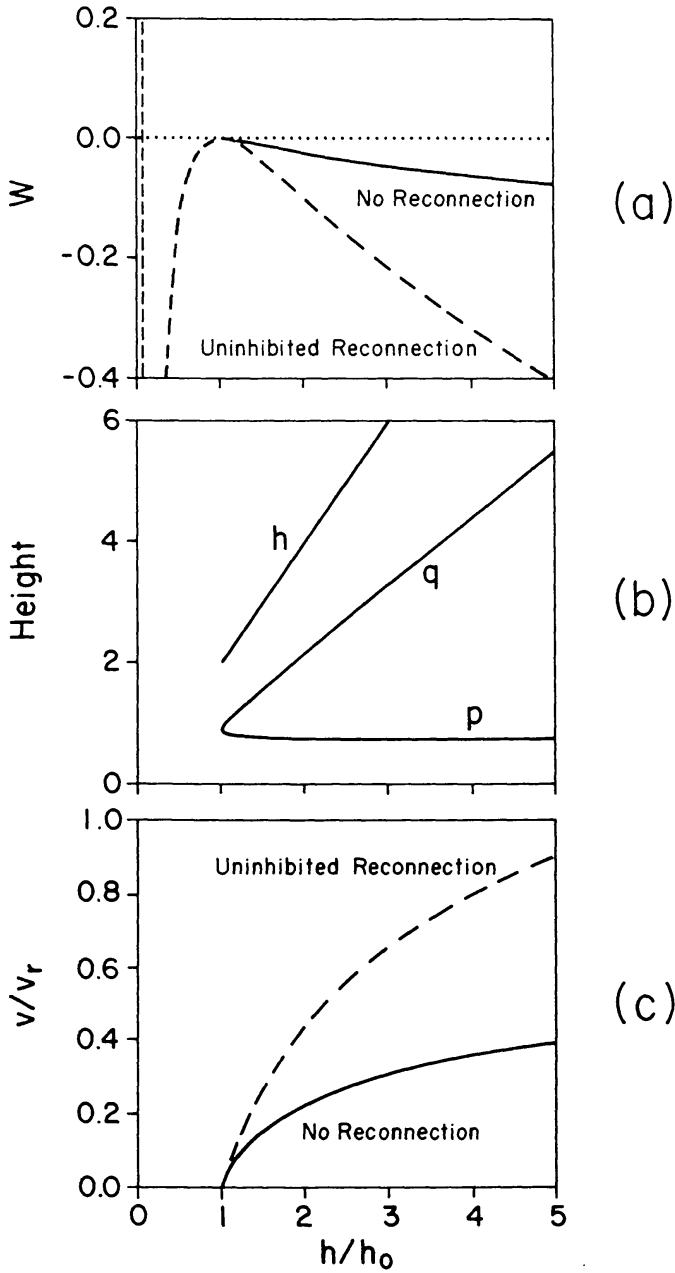 0.2
0.0
-0.2
-0.4
W
No Reconnection
Uninhibited Reconnection
(a)
6
4
2
0
Height
h
q
p
(b)
1.0
0.8
0.6
0.4
0.2
0.0
v/vr
Uninhibited Reconnection
No Reconnection
(c)
0 1 2 3 4 5
h/ho